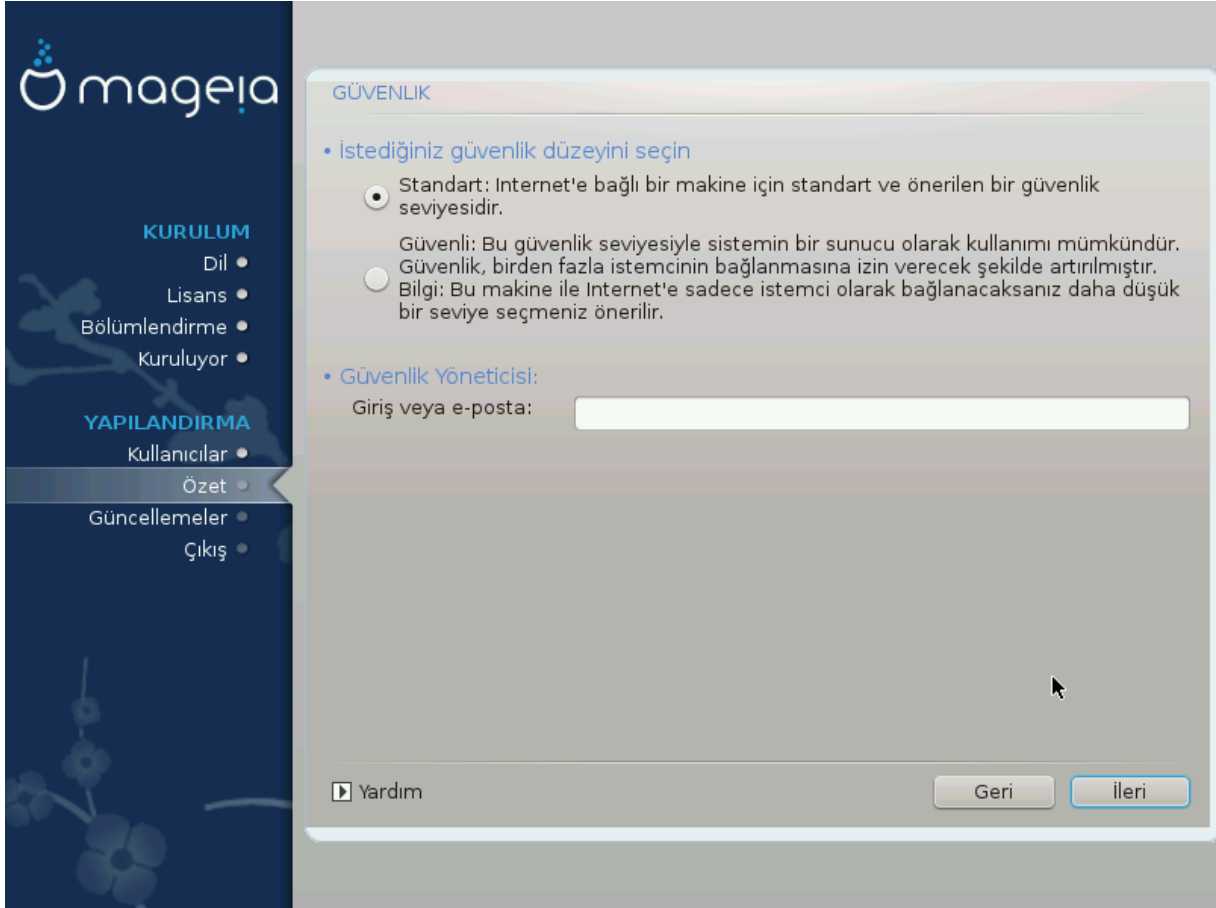 mageia
KURULUM
Dil
Lisans
Bölümlendirme
Kuruluyor
YAPILANDIRMA
Kullanıcılar
Özet
Güncellemeler
Çıkış
GÜVENLIK
• İstediğiniz güvenlik düzeyini seçin
Standart: Internet'e bağlı bir makine için standart ve önerilen bir güvenlik
seviyesidir.
Güvenli: Bu güvenlik seviyesiyle sistemin bir sunucu olarak kullanımı mümkündür.
Güvenlik, birden fazla istemcinin bağlanmasına izin verecek şekilde artırılmıştır.
Bilgi: Bu makine ile Internet'e sadece istemci olarak bağlanacaksanız daha düşük
bir seviye seçmeniz önerilir.
• Güvenlik Yöneticisi:
Giriş veya e-posta:
Yardım
Geri
İleri